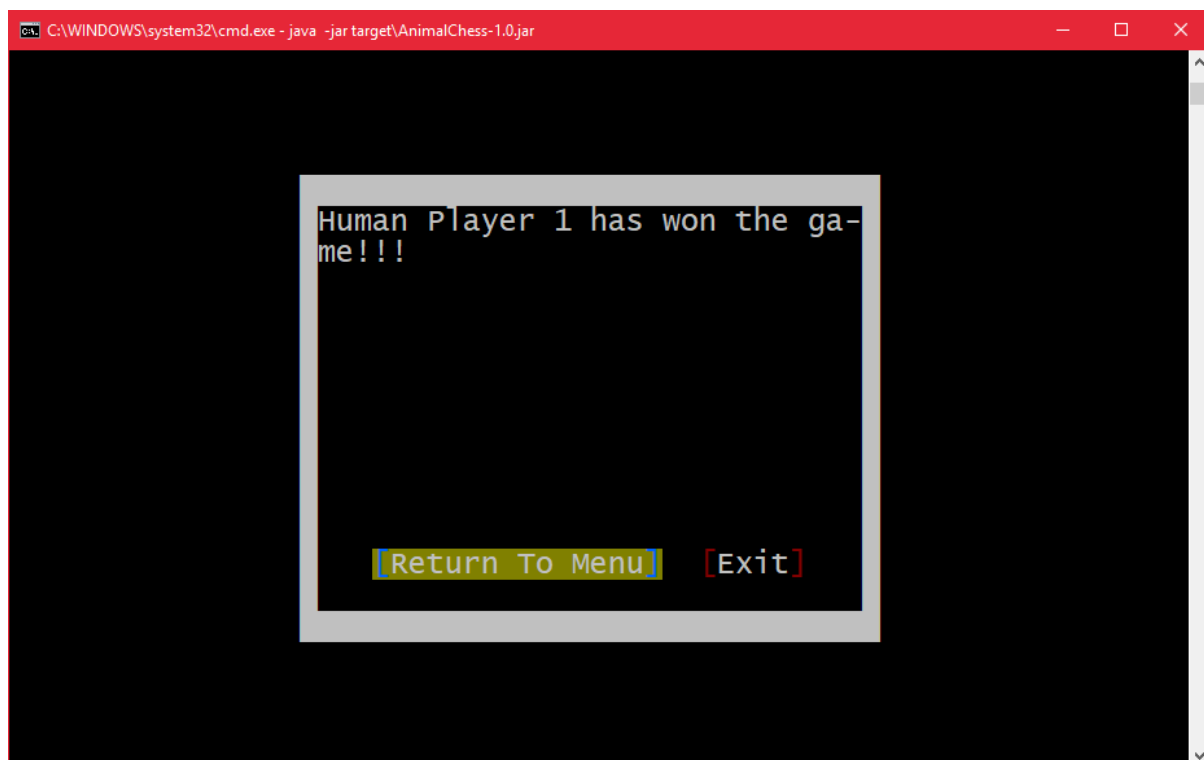 C:\WINDOWS\system32\cmd.exe - java -jar target\AnimalChess-1.0.jar
Human Player 1 has won the ga-
me!!!
[Return To Menu] [Exit]